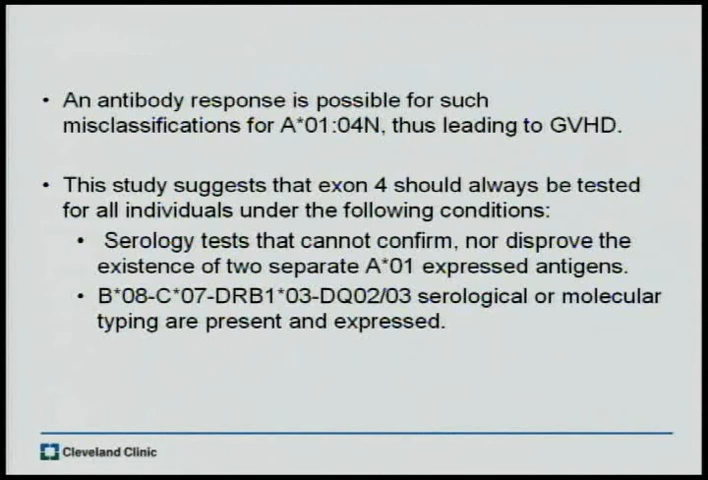 • An antibody response is possible for such
misclassifications for A*01:04N, thus leading to GVHD.
• This study suggests that exon 4 should always be tested
for all individuals under the following conditions:
• Serology tests that cannot confirm, nor disprove the
existence of two separate A*01 expressed antigens.
• B*08-C*07-DRB1*03-DQ02/03 serological or molecular
typing are present and expressed.
Cleveland Clinic